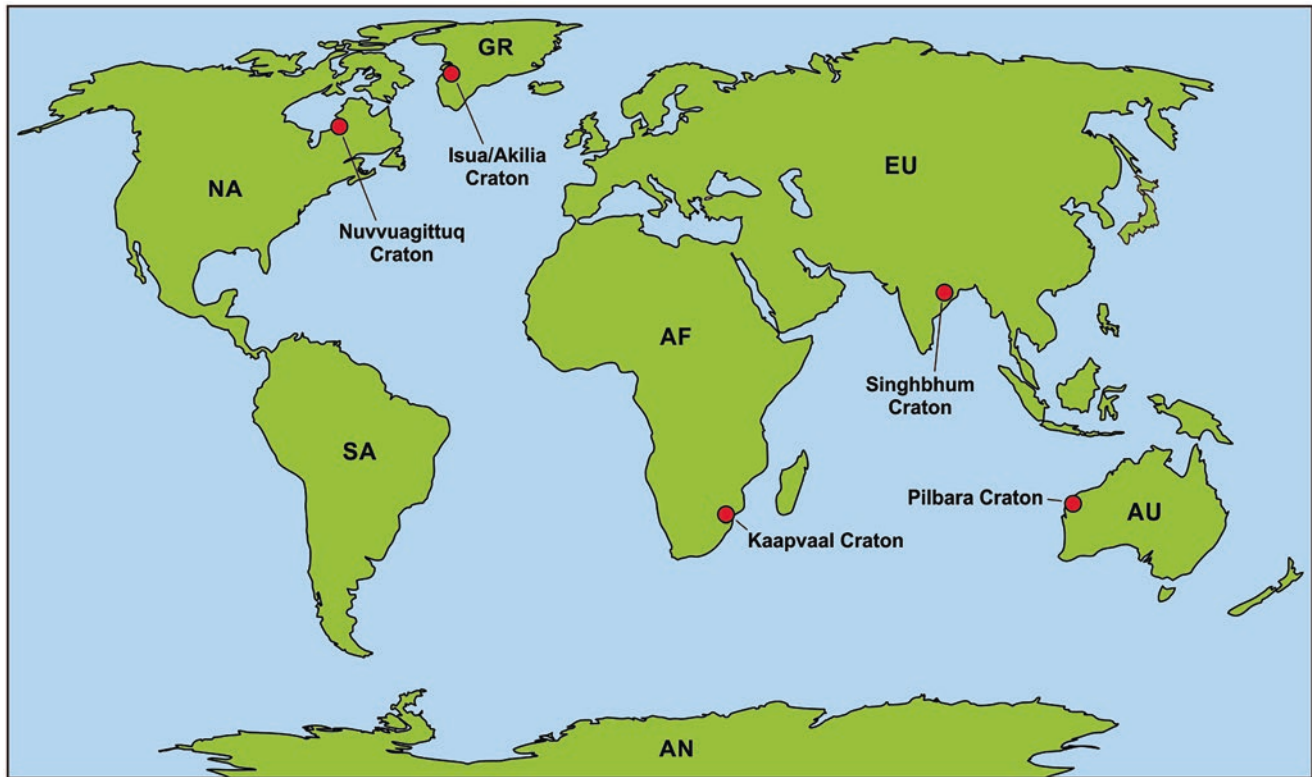 GR
Isua/Akilia
Craton
NA
EU
Nuvvuagittuq
Craton
AF
Singhbhum
Craton
SA
Pilbara Craton
AU
Kaapvaal Craton
AN